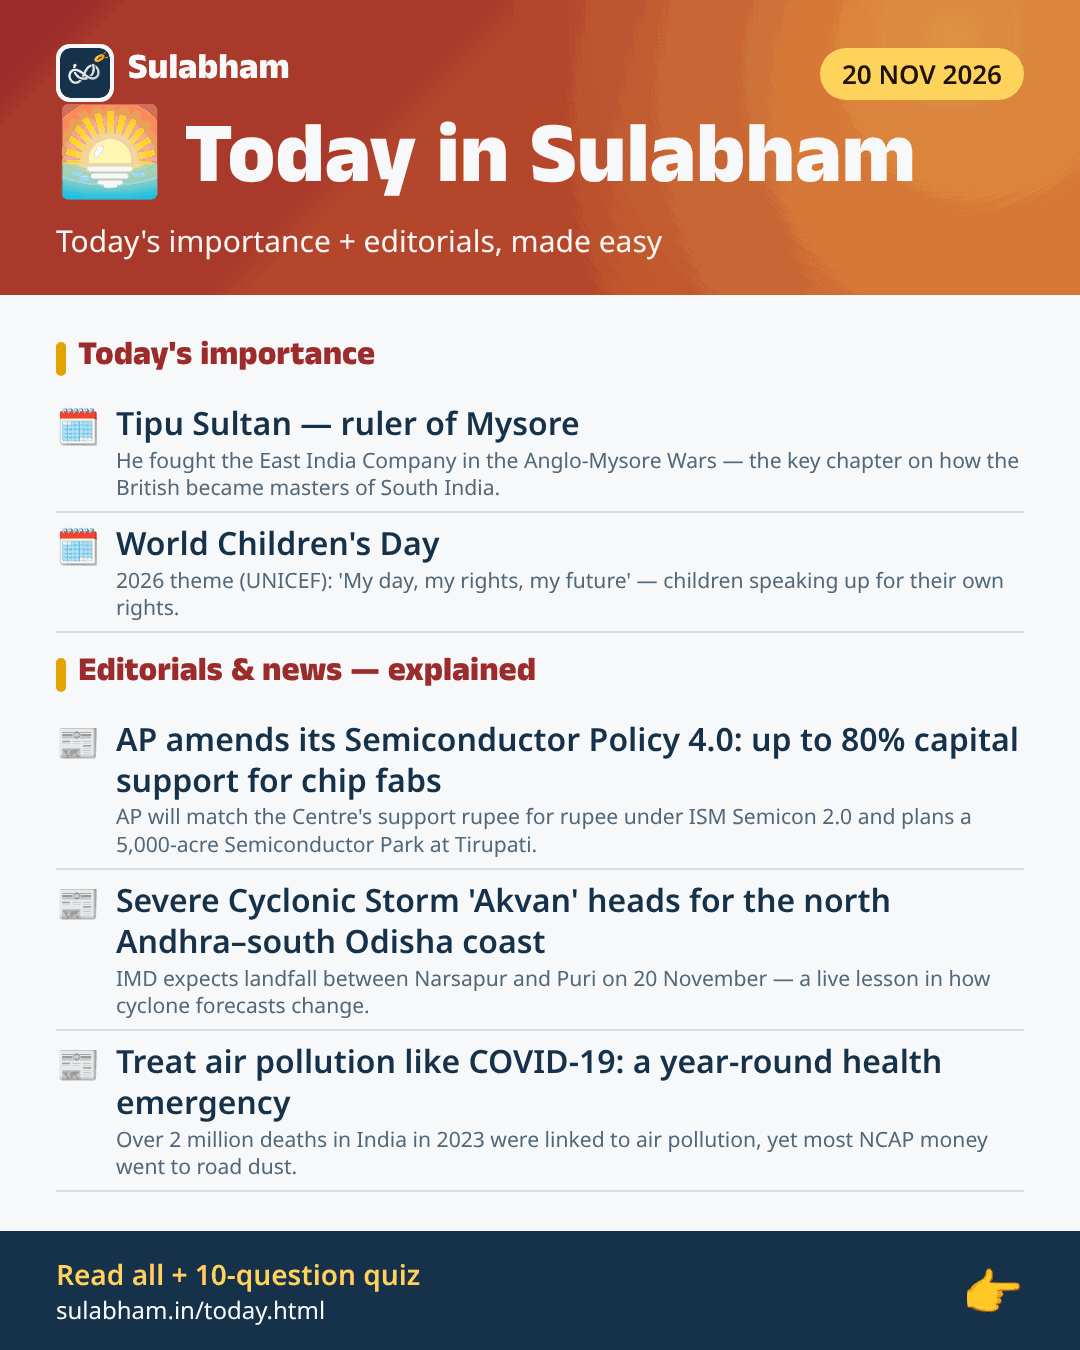 Sulabham
20 NOV 2026
Today in Sulabham
Today's importance + editorials, made easy
Today's importance
Tipu Sultan — ruler of Mysore
He fought the East India Company in the Anglo-Mysore Wars — the key chapter on how the
British became masters of South India.
World Children's Day
2026 theme (UNICEF): 'My day, my rights, my future' — children speaking up for their own
rights.
Editorials & news — explained
AP amends its Semiconductor Policy 4.0: up to 80% capital
support for chip fabs
AP will match the Centre's support rupee for rupee under ISM Semicon 2.0 and plans a
5,000-acre Semiconductor Park at Tirupati.
Severe Cyclonic Storm 'Akvan' heads for the north
Andhra–south Odisha coast
IMD expects landfall between Narsapur and Puri on 20 November — a live lesson in how
cyclone forecasts change.
Treat air pollution like COVID-19: a year-round health
emergency
Over 2 million deaths in India in 2023 were linked to air pollution, yet most NCAP money
went to road dust.
Read all + 10-question quiz
sulabham.in/today.html